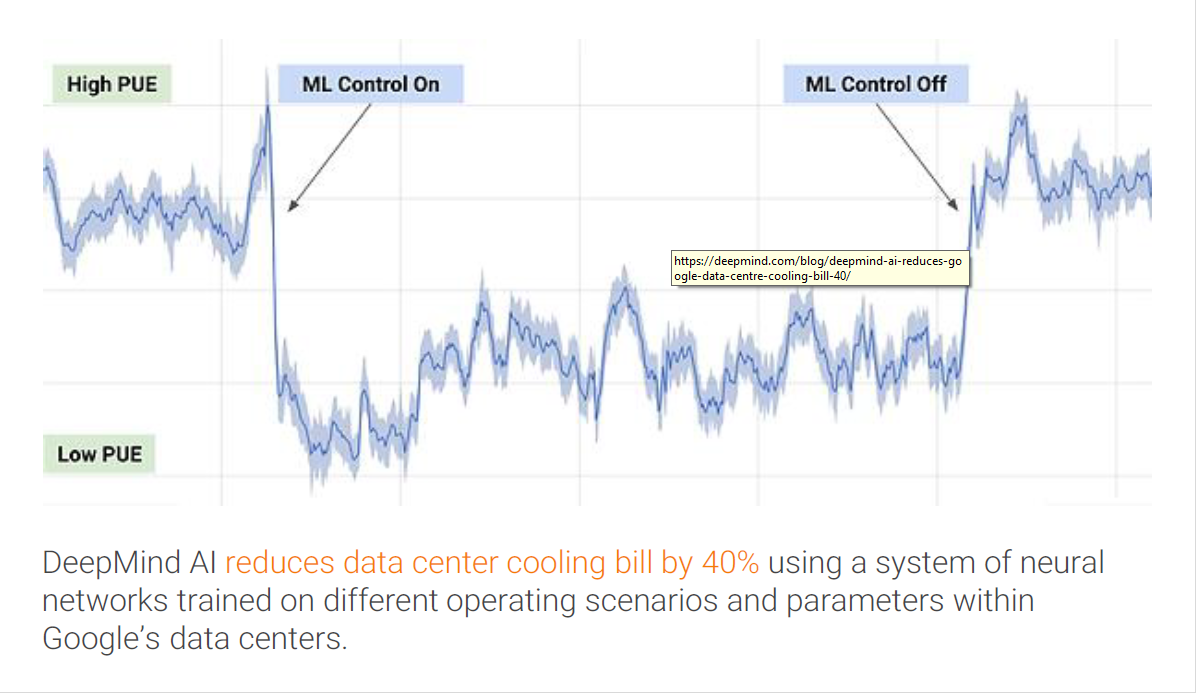 High PUE
ML Control On
ML Control Off
https://deepmind.com/blog/deepmind-ai-reduces-go
ogle-data-centre-cooling-bill-40/
Low PUE
DeepMind AI reduces data center cooling bill by 40% using a system of neural
networks trained on different operating scenarios and parameters within
Google’s data centers.